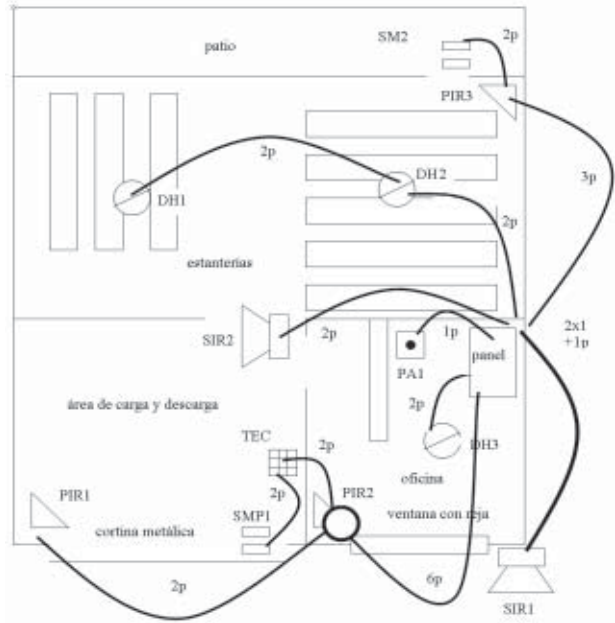 SM2
2p
patio
PIR3
2p
DH2
3p
DH1
2p
estanterías
SIR2
2p
1p
2x1
+1p
panel
PA1
área de carga y descarga
2p
TEC
2p
DH3
oficina
2p
PIR1
PIR2
SMP1
ventana con reja
cortina metálica
2p
6p
SIR1